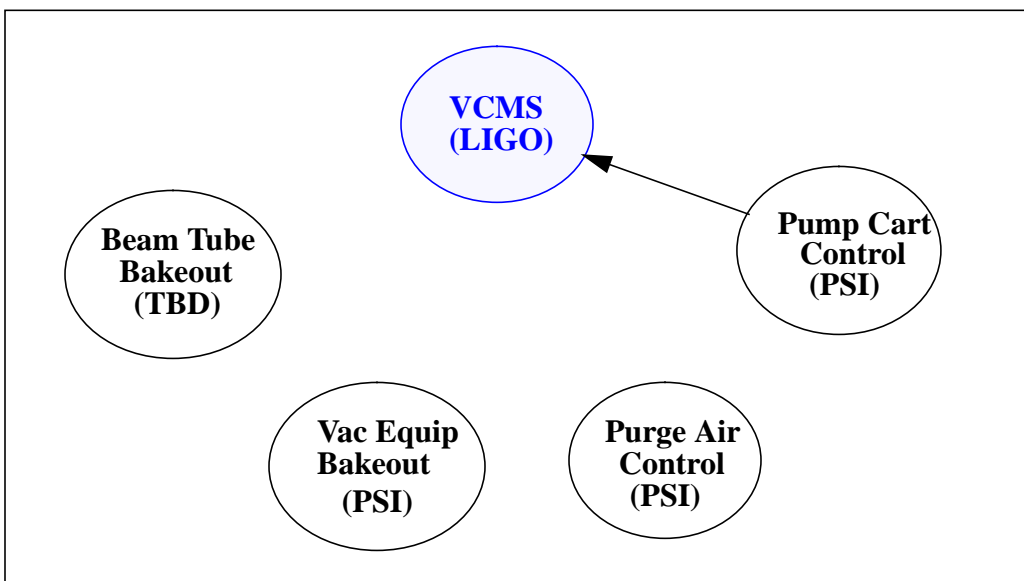 VCMS
(LIGO)
Pump Cart
Control
(PSI)
Beam Tube
Bakeout
(TBD)
Vac Equip
Bakeout
(PSI)
Purge Air
Control
(PSI)